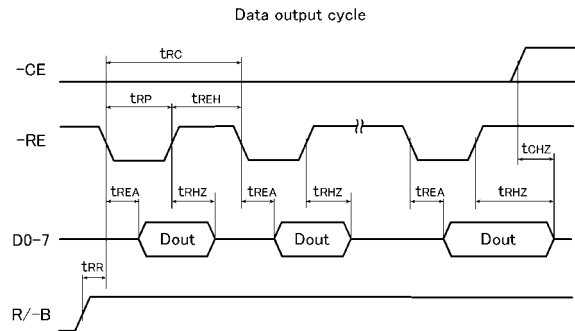 Data output cycle
tRC
-CE
tRP tREH
-RE
tCHZ
tREA tRHZ tREA tRHZ tREA tRHZ
D0-7 Dout Dout Dout
tRR
R/-B